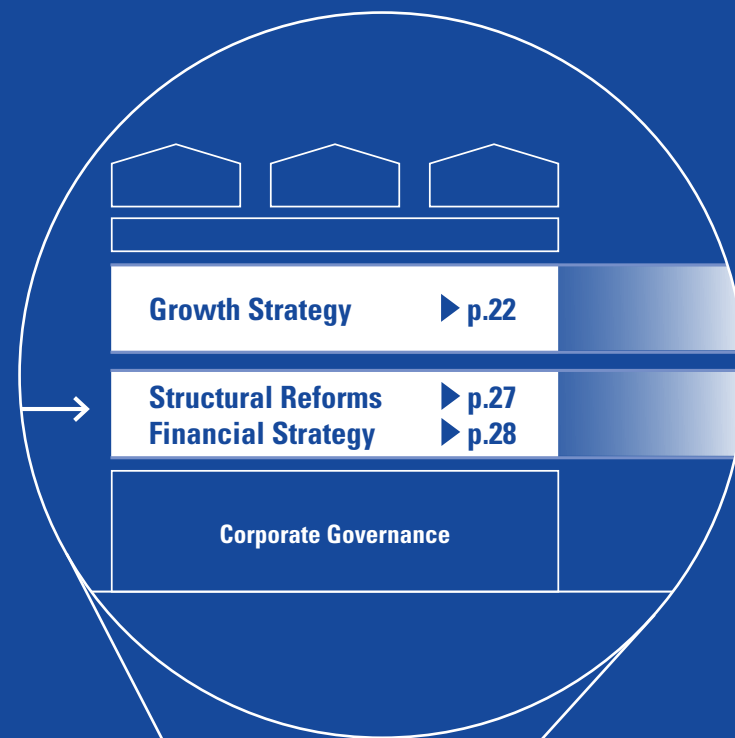 Growth Strategy ▶ p.22
Structural Reforms ▶ p.27
Financial Strategy ▶ p.28
Corporate Governance